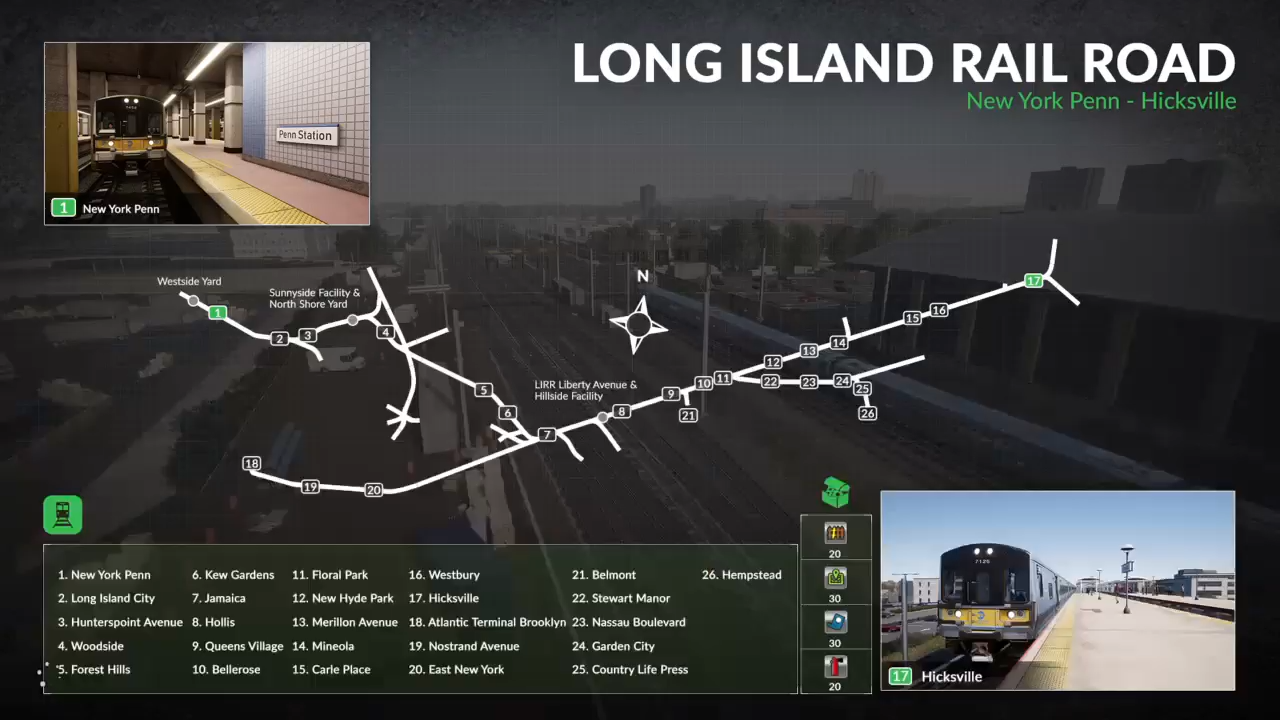 LONG ISLAND RAIL ROAD
New York Penn - Hicksville
Penn Station
1 New York Penn
N
Westside Yard
Sunnyside Facility &
North Shore Yard
LIRR Liberty Avenue &
Hillside Facility
1
2
3
4
5
6
7
8
9
10
11
12
13
14
15
16
17
18
19
20
21
22
23
24
25
26
1. New York Penn
2. Long Island City
3. Hunterspoint Avenue
4. Woodside
5. Forest Hills
6. Kew Gardens
7. Jamaica
8. Hollis
9. Queens Village
10. Bellerose
11. Floral Park
12. New Hyde Park
13. Merillon Avenue
14. Mineola
15. Carle Place
16. Westbury
17. Hicksville
18. Atlantic Terminal Brooklyn
19. Nostrand Avenue
20. East New York
21. Belmont
22. Stewart Manor
23. Nassau Boulevard
24. Garden City
25. Country Life Press
26. Hempstead
20
30
30
20
7125
17 Hicksville